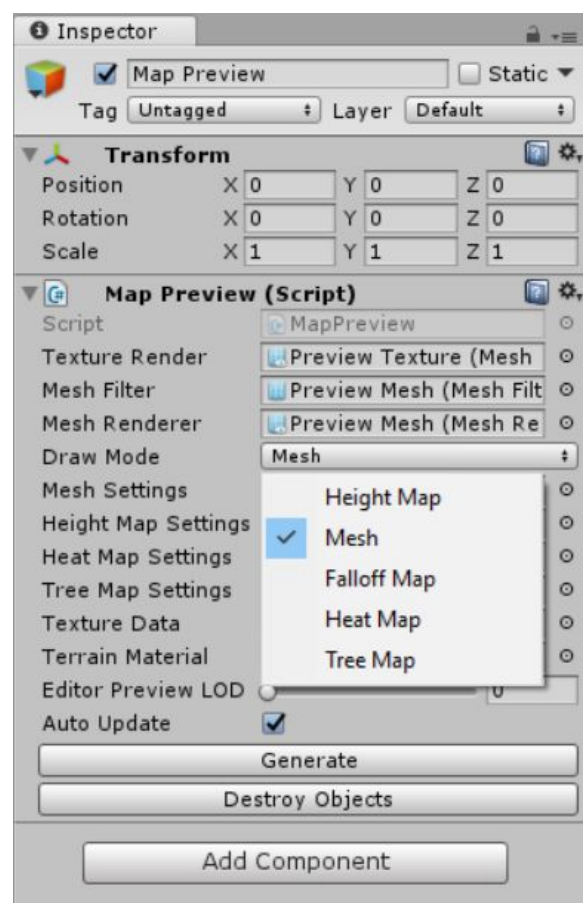 Inspector
Map Preview Static
Tag Untagged Layer Default
Transform
Position X 0 Y 0 Z 0
Rotation X 0 Y 0 Z 0
Scale X 1 Y 1 Z 1
Map Preview (Script)
Script MapPreview
Texture Render Preview Texture (Mesh
Mesh Filter Preview Mesh (Mesh Filt
Mesh Renderer Preview Mesh (Mesh Re
Draw Mode Mesh
Mesh Settings Height Map
Height Map Settings Mesh
Heat Map Settings Falloff Map
Tree Map Settings
Texture Data Heat Map
Terrain Material Tree Map
Editor Preview LOD 0
Auto Update
Generate
Destroy Objects
Add Component